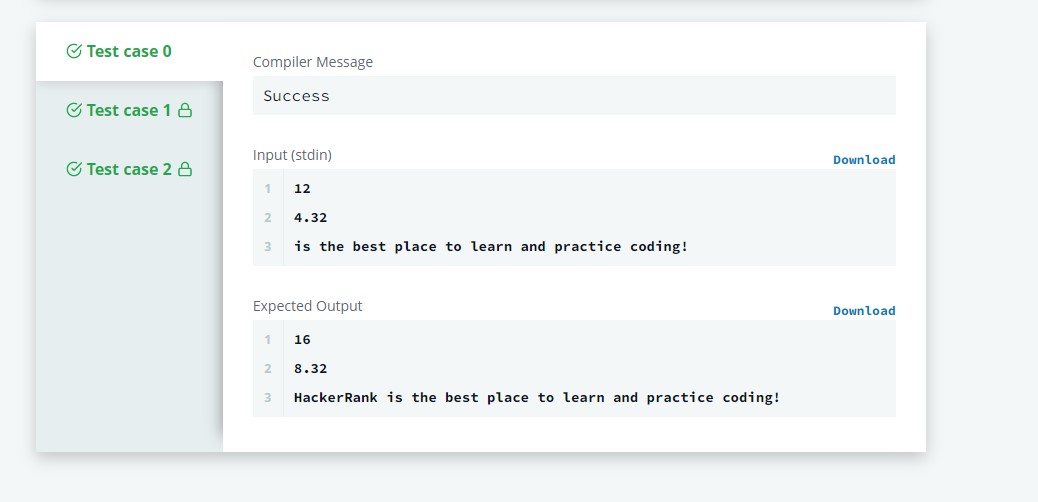 Test case 0
Test case 1
Test case 2
Compiler Message
Success
Input (stdin)
Download
1 12
2 4.32
3 is the best place to learn and practice coding!
Expected Output
Download
1 16
2 8.32
3 HackerRank is the best place to learn and practice coding!